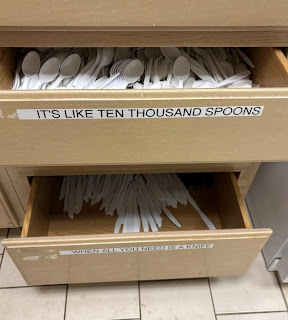 IT'S LIKE TEN THOUSAND SPOONS
WHEN ALL YOU NEED IS A KNIFE